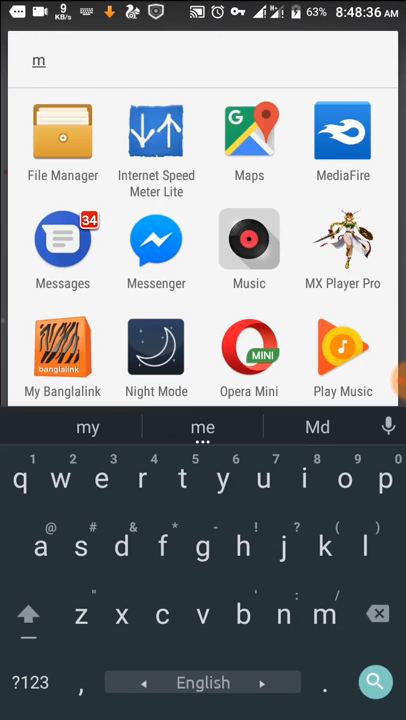 9
KB/s
63% 8:48:36 AM
m
File Manager Internet Speed Meter Lite G Maps MediaFire
34
Messages Messenger Music MX Player Pro
banglalink MINI
My Banglalink Night Mode Opera Mini Play Music
my me Md
1 2 3 4 5 6 7 8 9 0
q w e r t y u i o p
@ # & * - ! ? ( )
a s d f g h j k l
" ' : /
z x c v b n m
?123 , English .